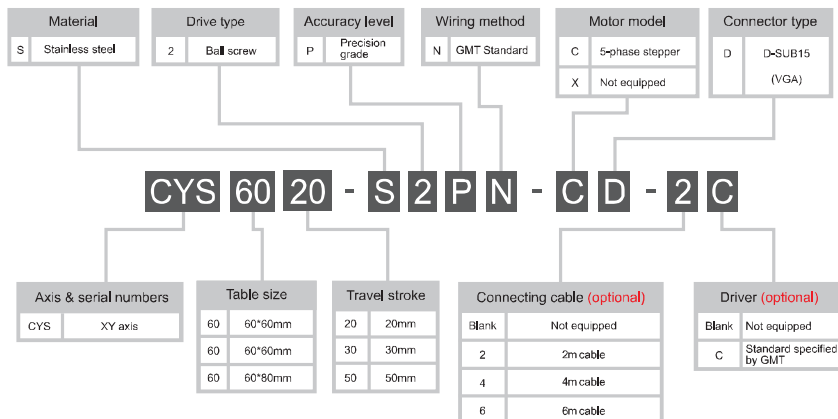 Material
S Stainless steel
Drive type
2 Ball screw
Accuracy level
P Precision
grade
Wiring method
N GMT Standard
Motor model
C 5-phase stepper
X Not equipped
Connector type
D D-SUB15
(VGA)
CYS 60 20 - S 2 P N - C D - 2 C
Axis & serial numbers
CYS XY axis
Table size
60 60*60mm
60 60*60mm
60 60*80mm
Travel stroke
20 20mm
30 30mm
50 50mm
Connecting cable (optional)
Blank Not equipped
2 2m cable
4 4m cable
6 6m cable
Driver (optional)
Blank Not equipped
C Standard specified
by GMT